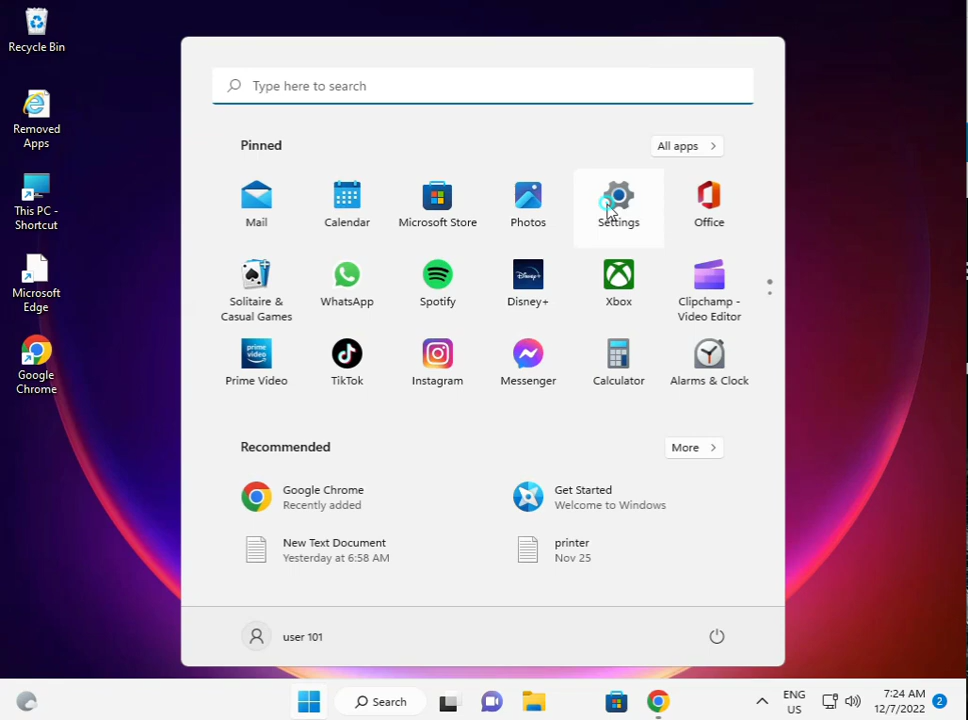 Recycle Bin
Removed
Apps
This PC -
Shortcut
Microsoft
Edge
Google
Chrome
Type here to search
Pinned
All apps
Mail
Calendar
Microsoft Store
Photos
Settings
Office
Solitaire &
Casual Games
WhatsApp
Spotify
Disney+
Xbox
Clipchamp -
Video Editor
prime video
Prime Video
TikTok
Instagram
Messenger
Calculator
Alarms & Clock
Recommended
More
Google Chrome
Recently added
Get Started
Welcome to Windows
New Text Document
Yesterday at 6:58 AM
printer
Nov 25
user 101
Search
ENG
US
7:24 AM
12/7/2022
2